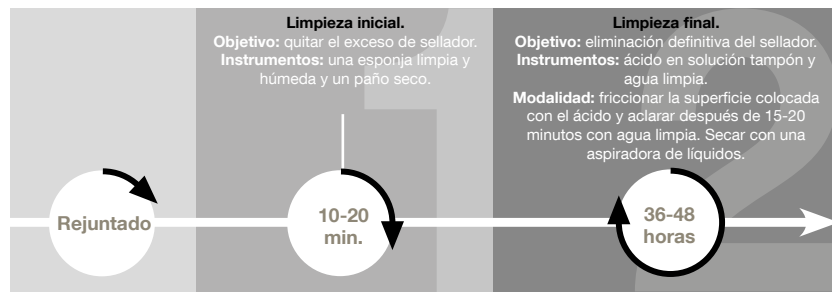 Limpieza inicial.
Objetivo: quitar el exceso de sellador.
Instrumentos: una esponja limpia y
húmeda y un paño seco.
Limpieza final.
Objetivo: eliminación definitiva del sellador.
Instrumentos: ácido en solución tampón y
agua limpia.
Modalidad: friccionar la superficie colocada
con el ácido y aclarar después de 15-20
minutos con agua limpia. Secar con una
aspiradora de líquidos.
1
2
Rejuntado
10-20
min.
36-48
horas